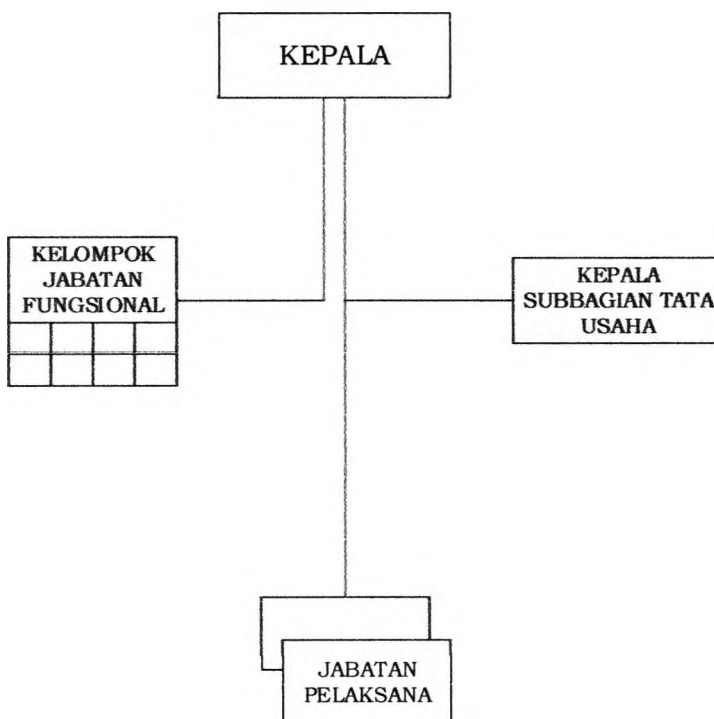 KEPALA
KELOMPOK
JABATAN
FUNGSIONAL
KEPALA
SUBBAGIAN TATA
USAHA
JABATAN
PELAKSANA